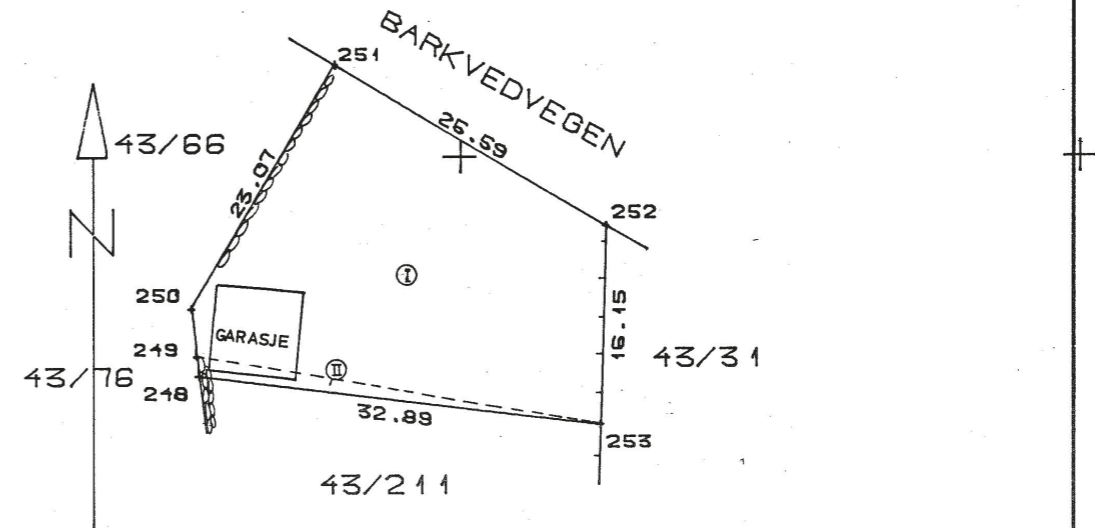 BARKVEDVEGEN
251
43/66
25.59
23.07
N
252
I
250
GARASJE
16.15
249
43/31
II
43/76
248
32.89
253
43/211